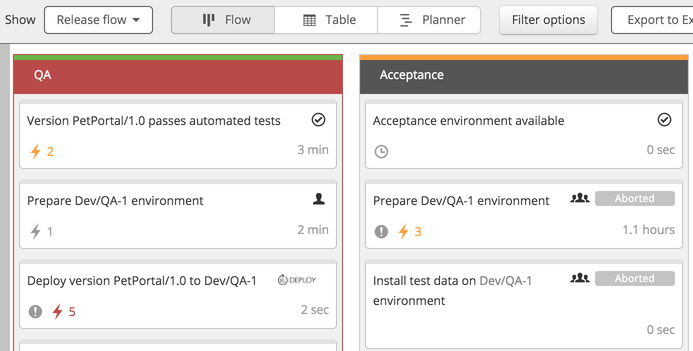 Show
Release flow
Flow
Table
Planner
Filter options
Export to Ex
QA
Version PetPortal/1.0 passes automated tests
2
3 min
Prepare Dev/QA-1 environment
1
2 min
Deploy version PetPortal/1.0 to Dev/QA-1
DEPLOY
5
2 sec
Acceptance
Acceptance environment available
0 sec
Prepare Dev/QA-1 environment
Aborted
3
1.1 hours
Install test data on Dev/QA-1
environment
Aborted
0 sec